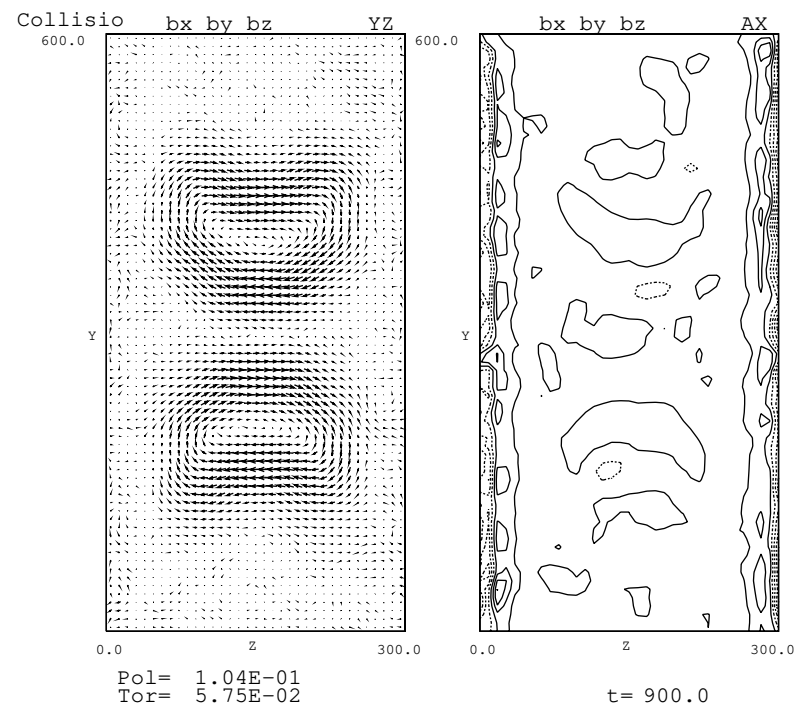 Collisio bx by bz YZ bx by bz AX
600.0 600.0
Y Y
0.0 Z 300.0 0.0 Z 300.0
Pol= 1.04E-01
Tor= 5.75E-02 t= 900.0